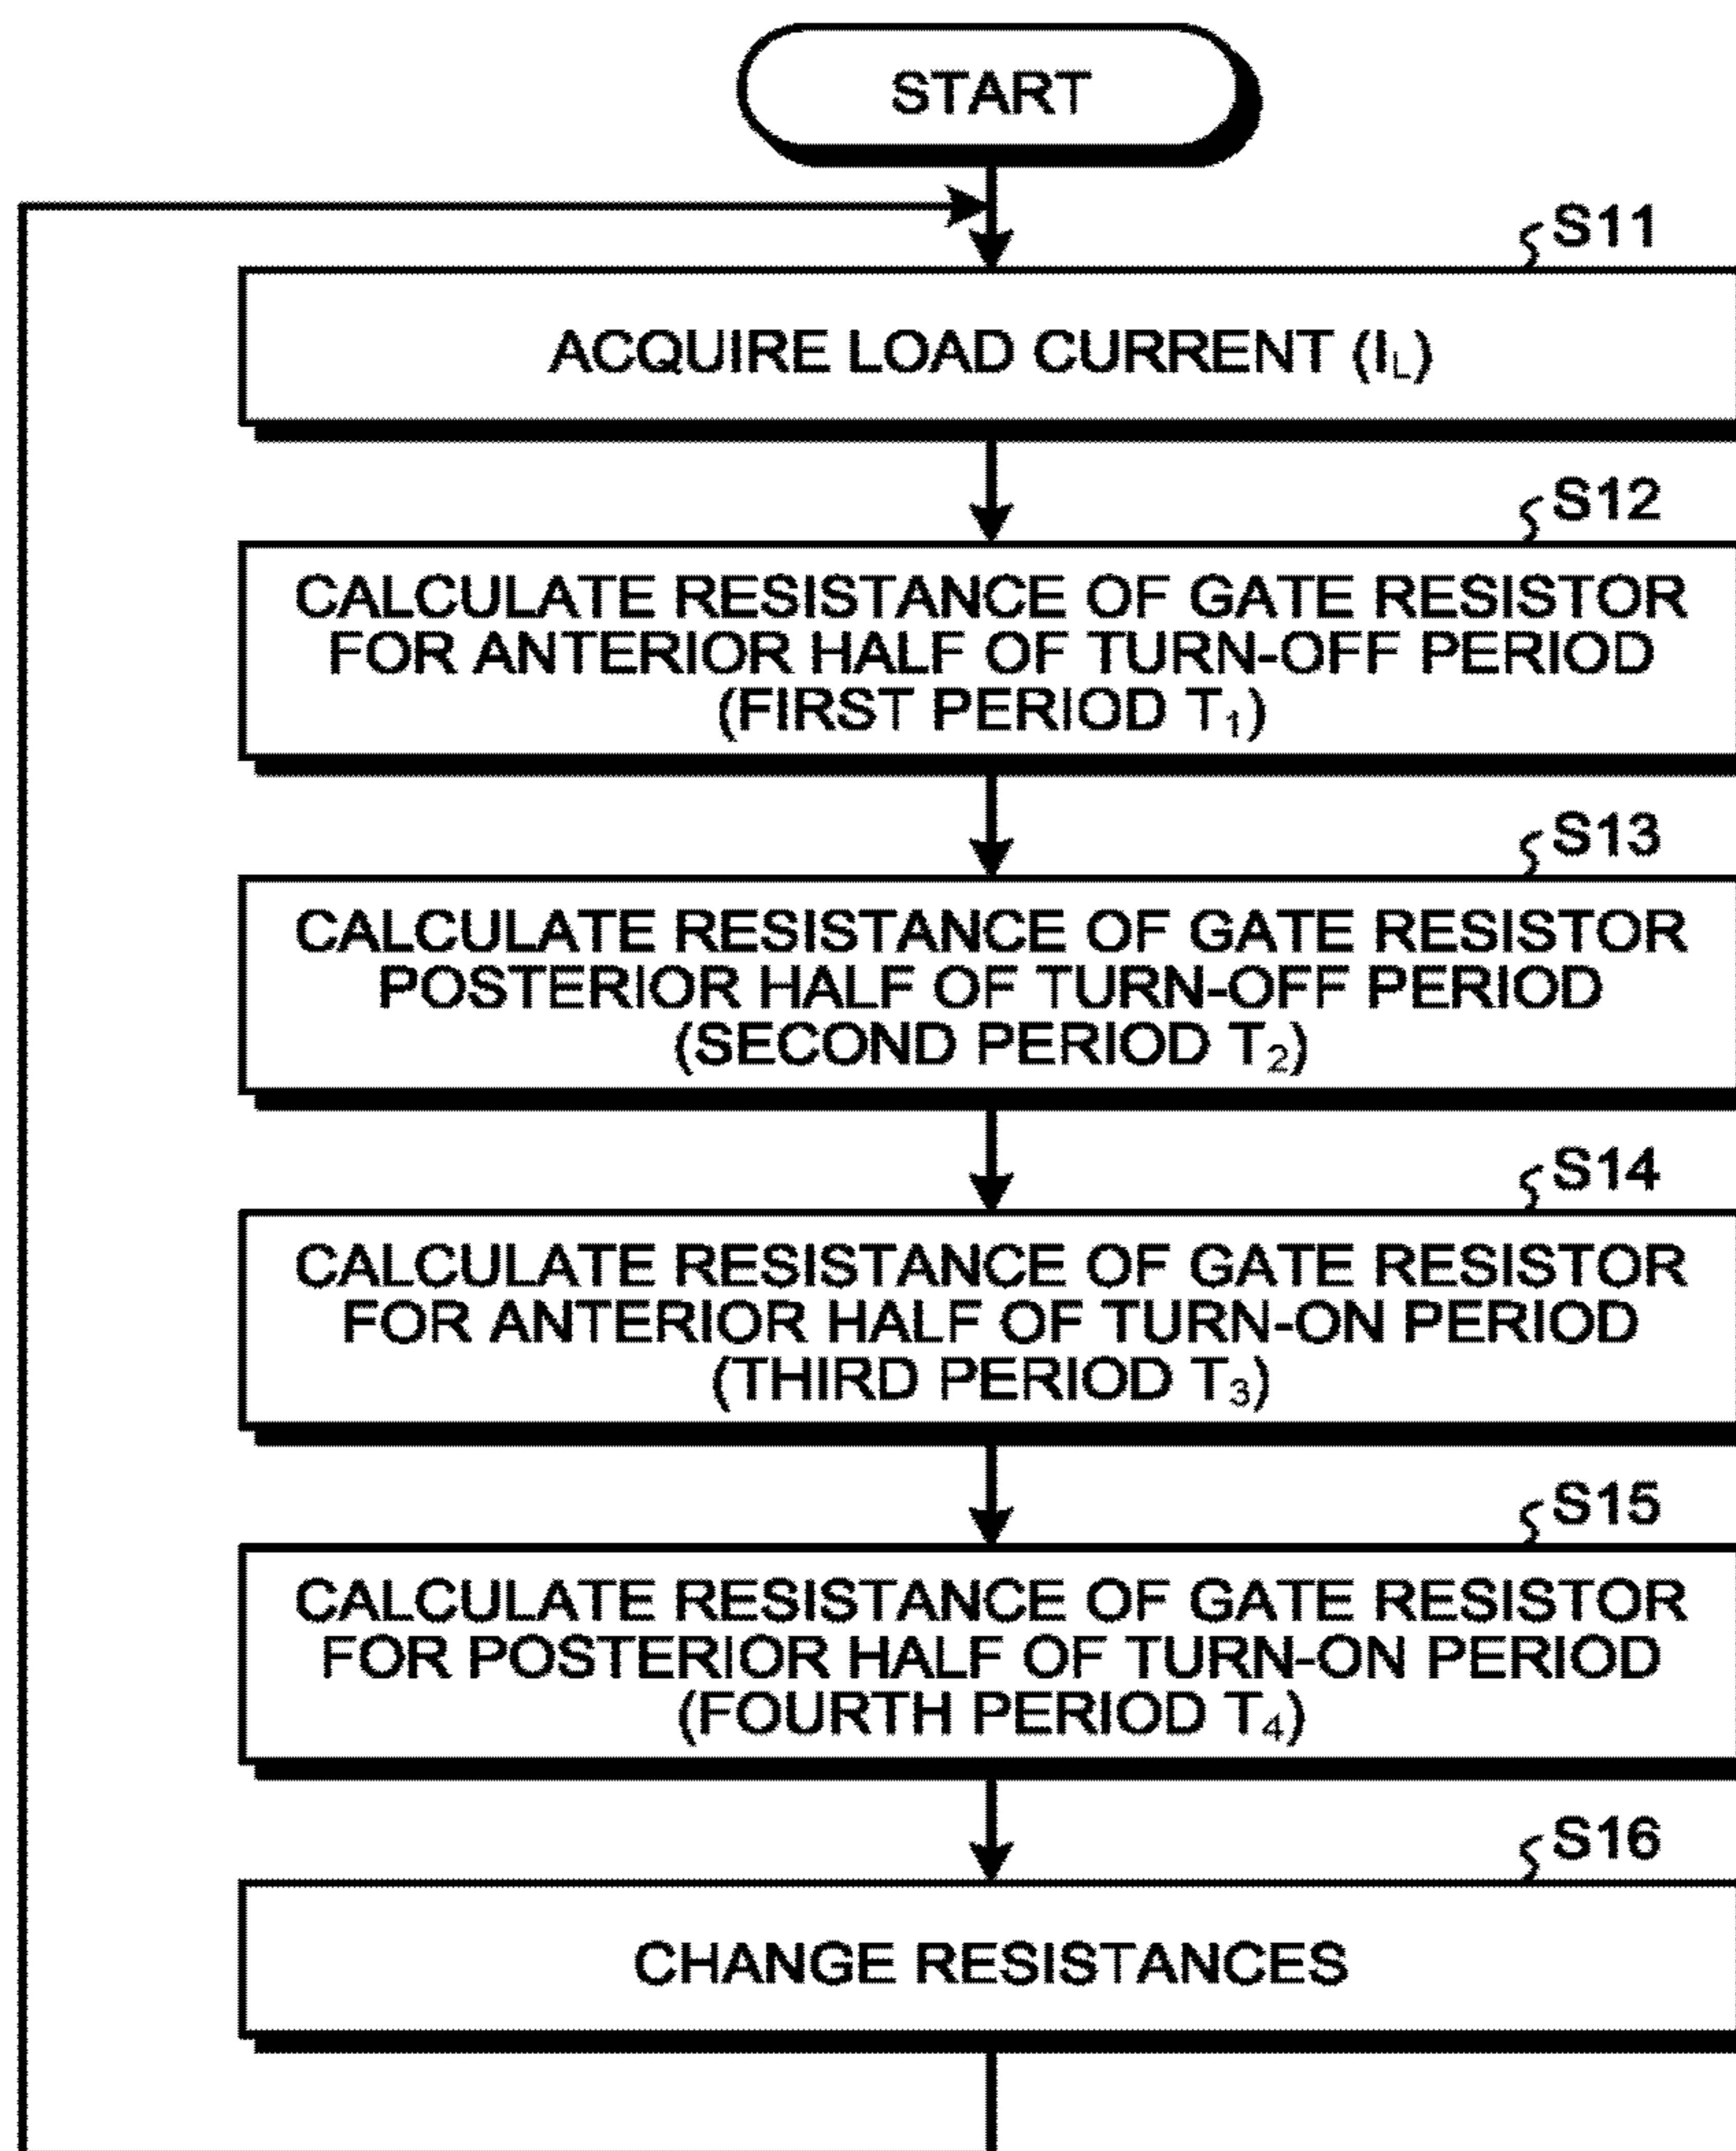 START
S11
ACQUIRE LOAD CURRENT (I_L)
S12
CALCULATE RESISTANCE OF GATE RESISTOR
FOR ANTERIOR HALF OF TURN-OFF PERIOD
(FIRST PERIOD T₁)
S13
CALCULATE RESISTANCE OF GATE RESISTOR
POSTERIOR HALF OF TURN-OFF PERIOD
(SECOND PERIOD T₂)
S14
CALCULATE RESISTANCE OF GATE RESISTOR
FOR ANTERIOR HALF OF TURN-ON PERIOD
(THIRD PERIOD T₃)
S15
CALCULATE RESISTANCE OF GATE RESISTOR
FOR POSTERIOR HALF OF TURN-ON PERIOD
(FOURTH PERIOD T₄)
S16
CHANGE RESISTANCES